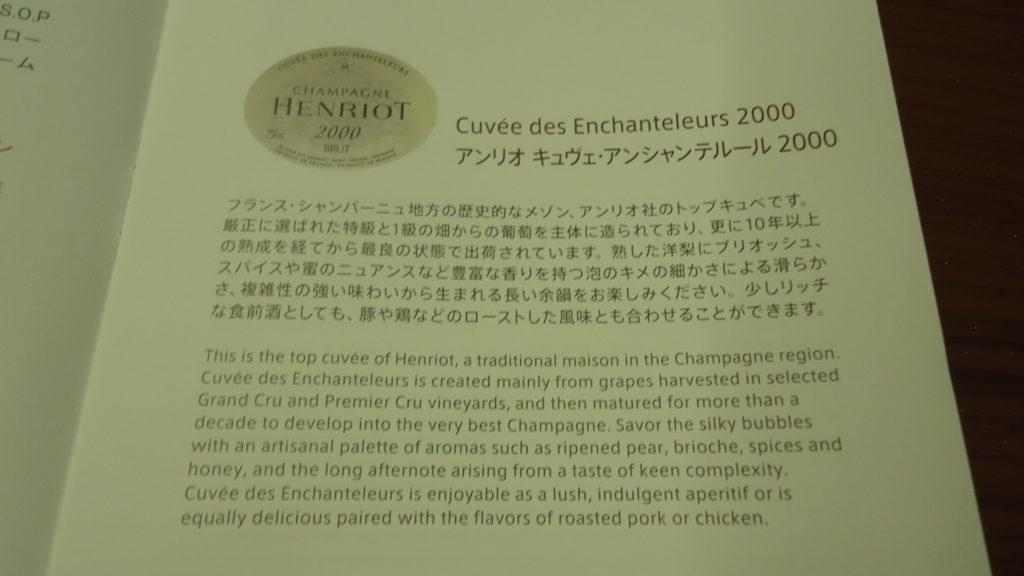 S.O.P
ロー
ーム
CUVÉE DES ENCHANTELEURS
CHAMPAGNE
HENRIOT
2000
75cl
BRUT
Cuvée des Enchanteleurs 2000
アンリオ キュヴェ・アンシャンテルール 2000
フランス・シャンパーニュ地方の歴史的なメゾン、アンリオ社のトップキュベです。
厳正に選ばれた特級と1級の畑からの葡萄を主体に造られており、更に10年以上
の熟成を経てから最良の状態で出荷されています。熟した洋梨にブリオッシュ、
スパイスや蜜のニュアンスなど豊富な香りを持つ泡のキメの細かさによる滑らか
さ、複雑性の強い味わいから生まれる長い余韻をお楽しみください。少しリッチ
な食前酒としても、豚や鶏などのローストした風味とも合わせることができます。
This is the top cuvée of Henriot, a traditional maison in the Champagne region.
Cuvée des Enchanteleurs is created mainly from grapes harvested in selected
Grand Cru and Premier Cru vineyards, and then matured for more than a
decade to develop into the very best Champagne. Savor the silky bubbles
with an artisanal palette of aromas such as ripened pear, brioche, spices and
honey, and the long afternote arising from a taste of keen complexity.
Cuvée des Enchanteleurs is enjoyable as a lush, indulgent aperitif or is
equally delicious paired with the flavors of roasted pork or chicken.